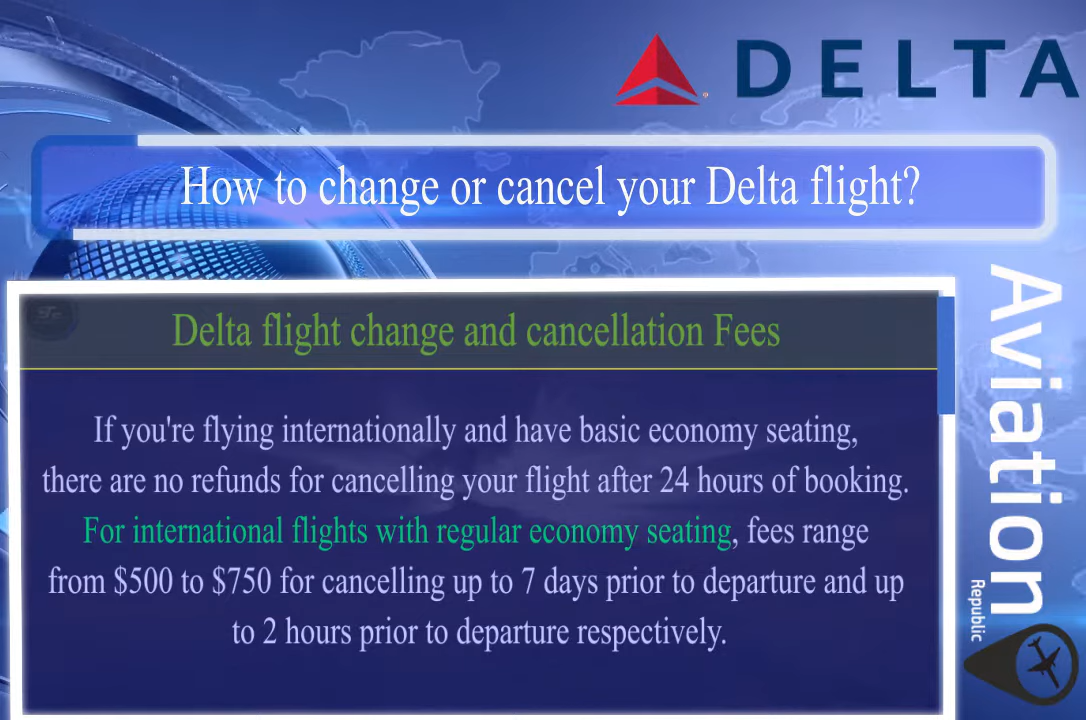 DELTA
How to change or cancel your Delta flight?
Delta flight change and cancellation Fees
If you're flying internationally and have basic economy seating,
there are no refunds for cancelling your flight after 24 hours of booking.
For international flights with regular economy seating, fees range
from $500 to $750 for cancelling up to 7 days prior to departure and up
to 2 hours prior to departure respectively.
Aviation
Republic